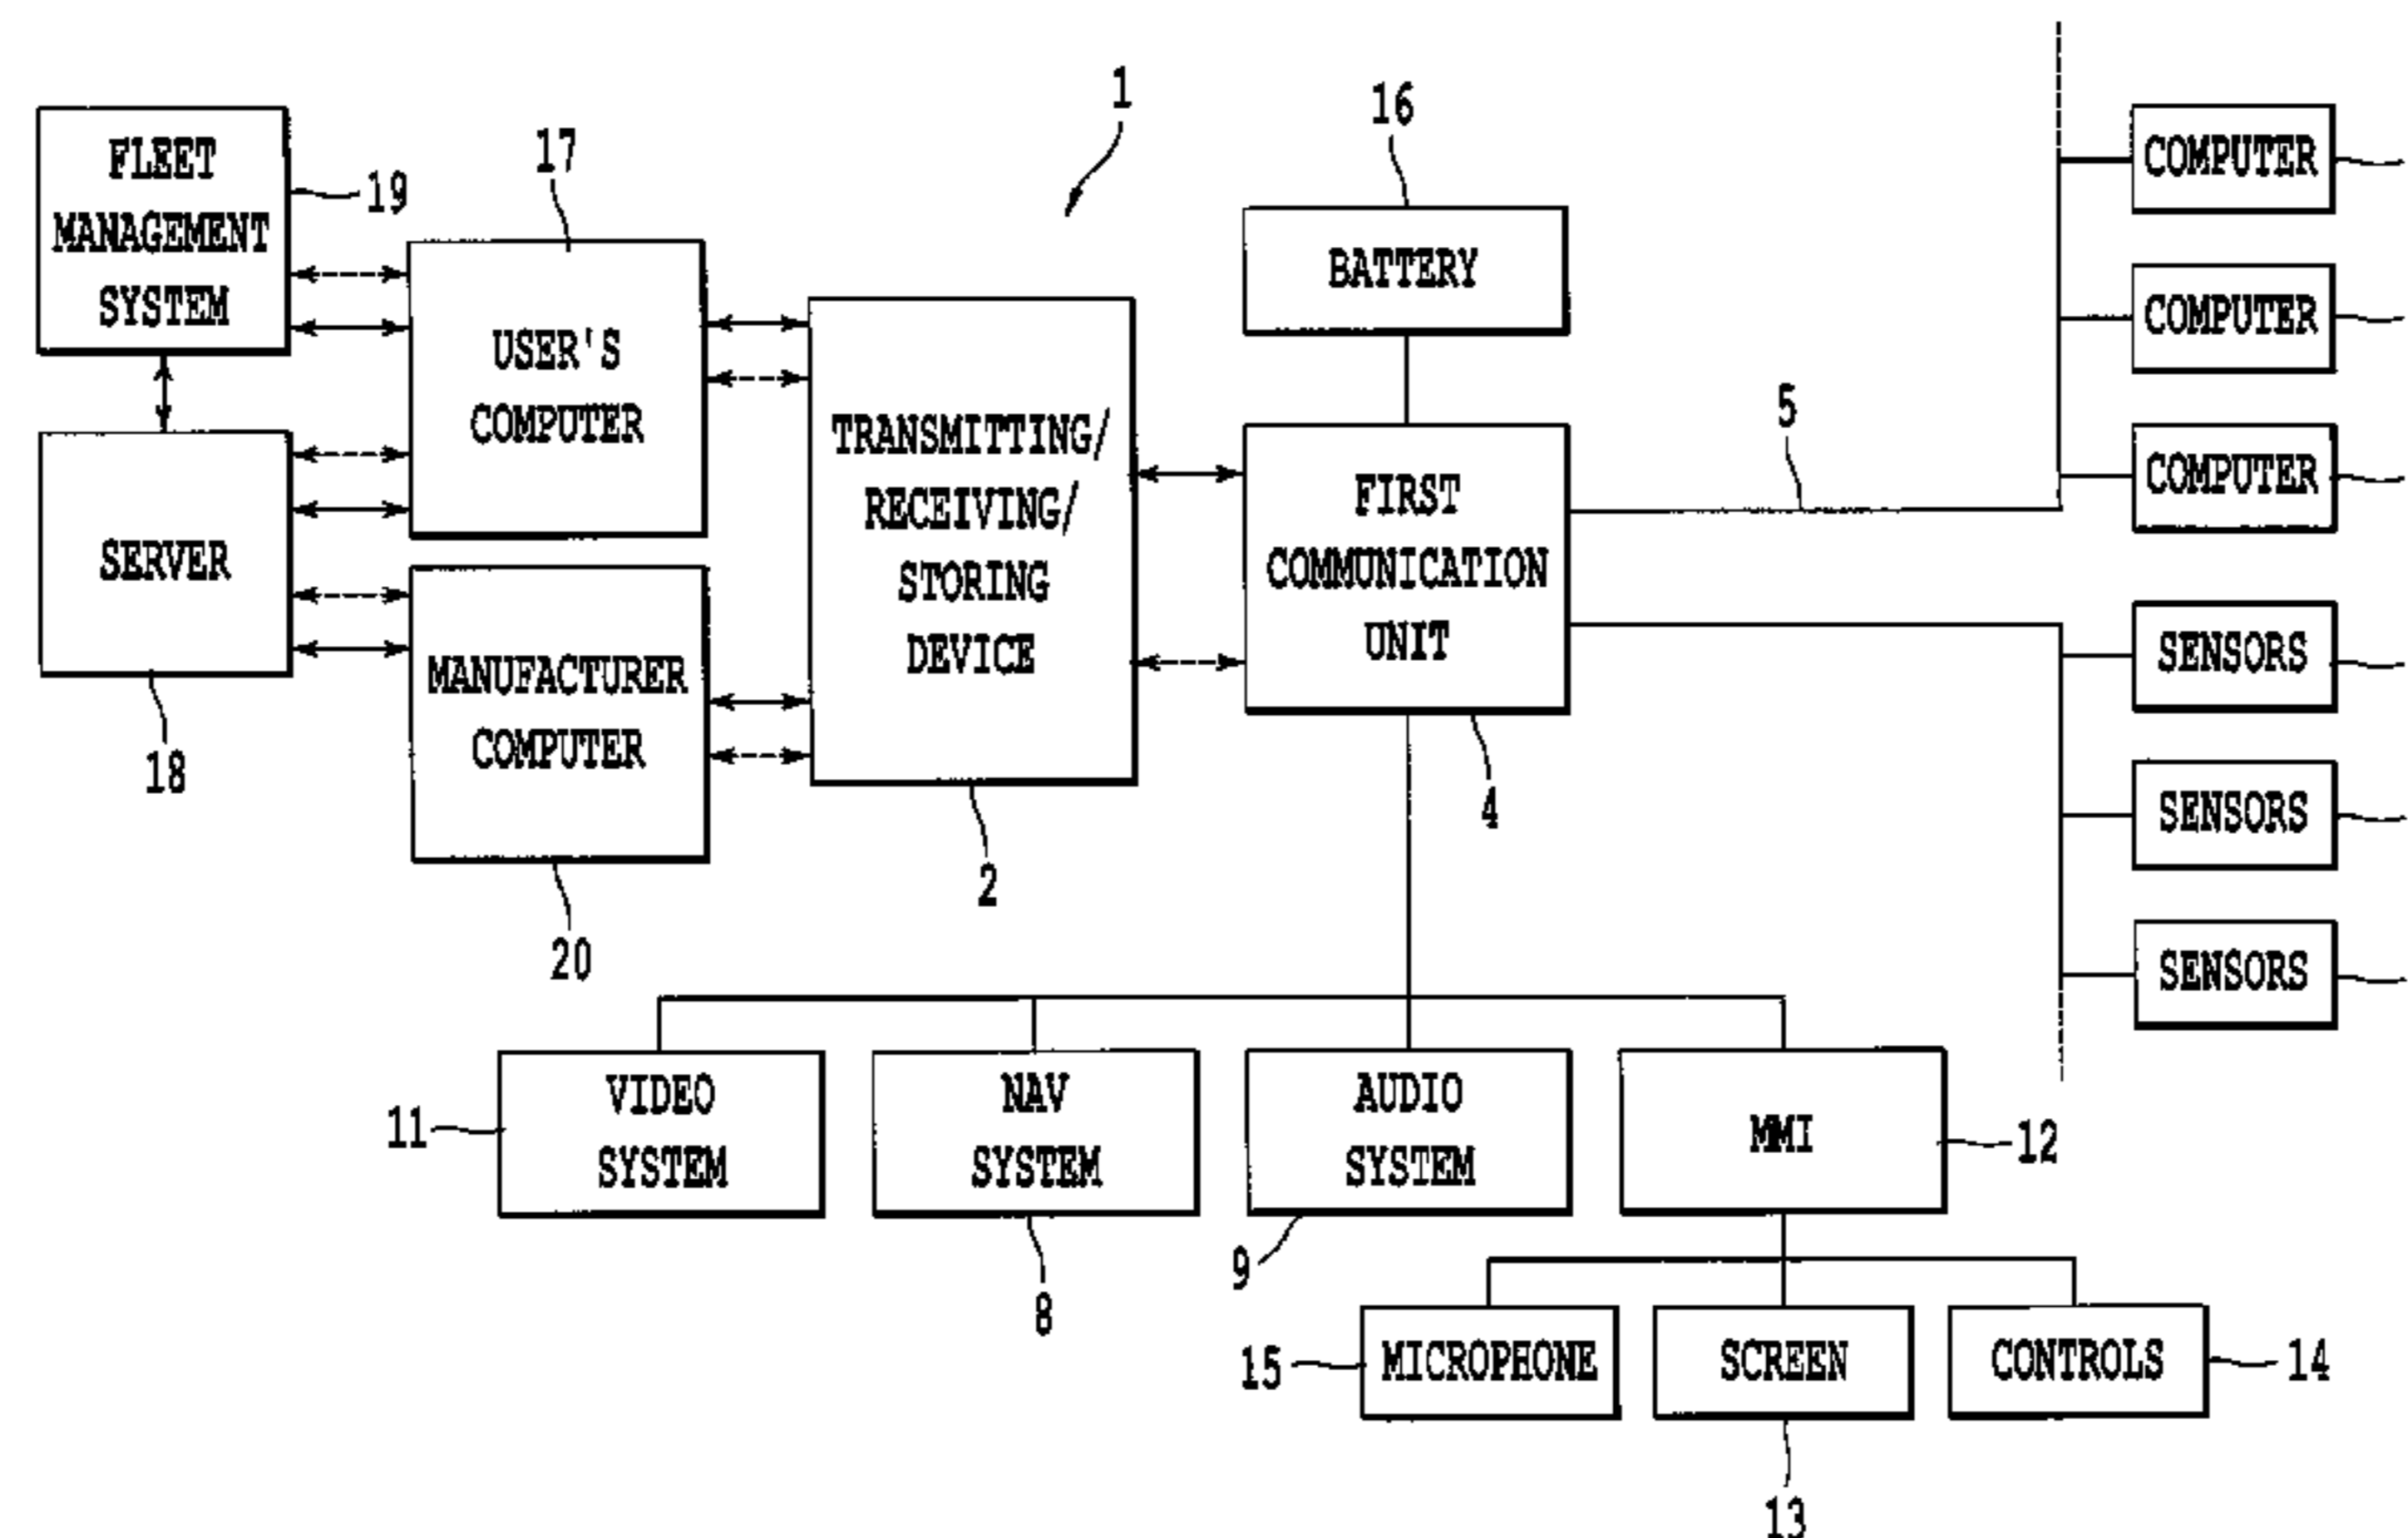 1
16
FLEET
MANAGEMENT
SYSTEM
19
17
USER'S
COMPUTER
BATTERY
COMPUTER
COMPUTER
COMPUTER
5
TRANSMITTING/
RECEIVING/
STORING
DEVICE
2
FIRST
COMMUNICATION
UNIT
4
SERVER
18
MANUFACTURER
COMPUTER
20
SENSORS
SENSORS
SENSORS
11
VIDEO
SYSTEM
NAV
SYSTEM
8
AUDIO
SYSTEM
9
MMI
12
15
MICROPHONE
SCREEN
13
CONTROLS
14